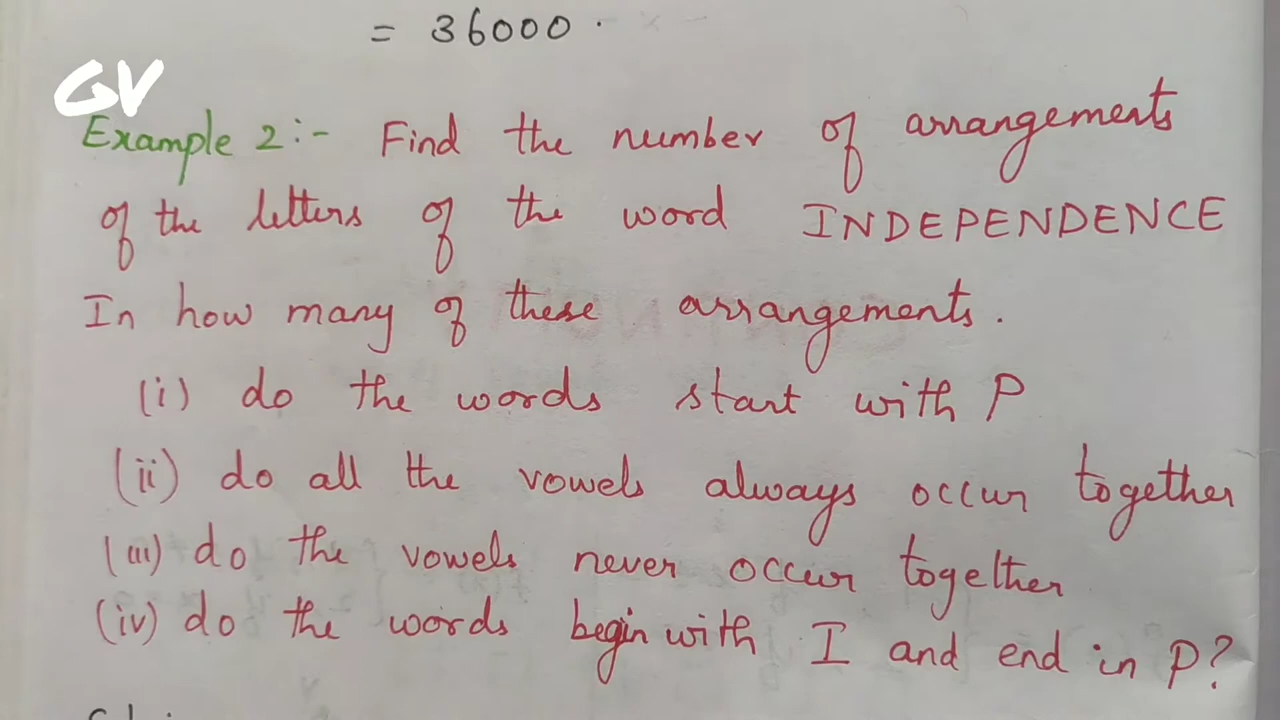 = 36000 ·
GV
Example 2:- Find the number of arrangements
of the letters of the word INDEPENDENCE
In how many of these arrangements.
(i) do the words start with P
(ii) do all the vowels always occur together
(iii) do the vowels never occur together
(iv) do the words begin with I and end in P?